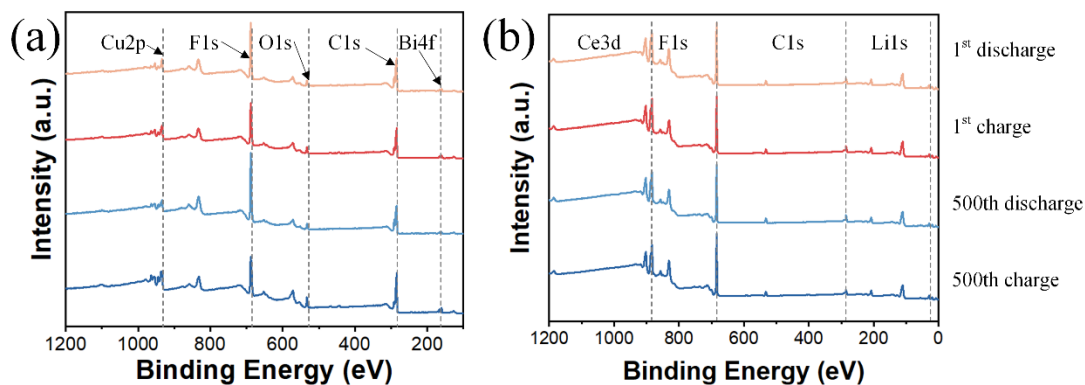 (a)
Cu2p
F1s
O1s
C1s
Bi4f
Intensity (a.u.)
1200 1000 800 600 400 200
Binding Energy (eV)
(b)
Ce3d
F1s
C1s
Li1s
Intensity (a.u.)
1200 1000 800 600 400 200 0
Binding Energy (eV)
1st discharge
1st charge
500th discharge
500th charge